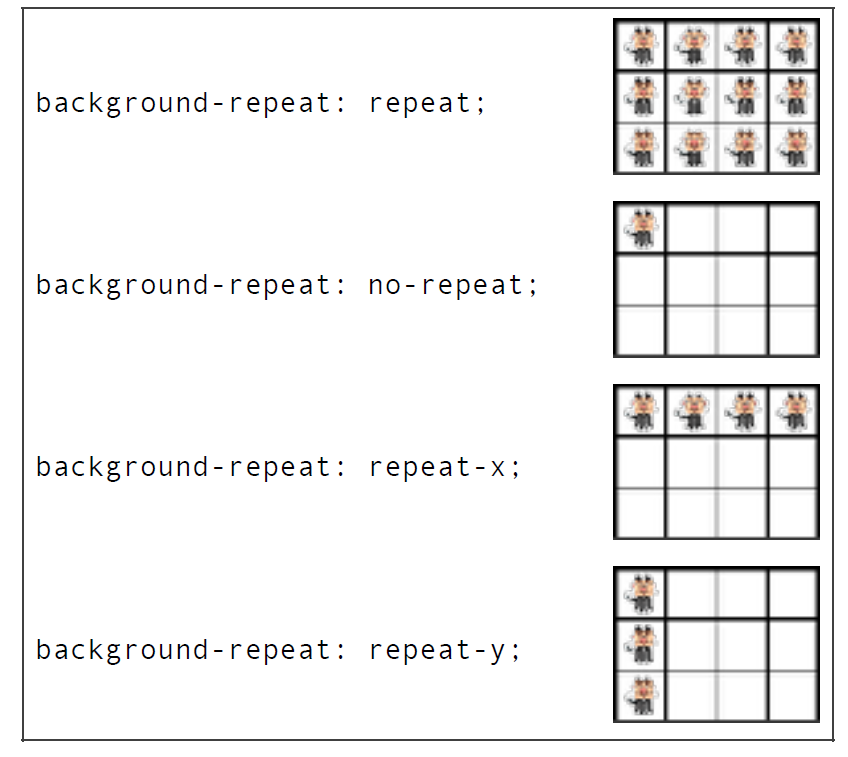 background-repeat: repeat;
background-repeat: no-repeat;
background-repeat: repeat-x;
background-repeat: repeat-y;